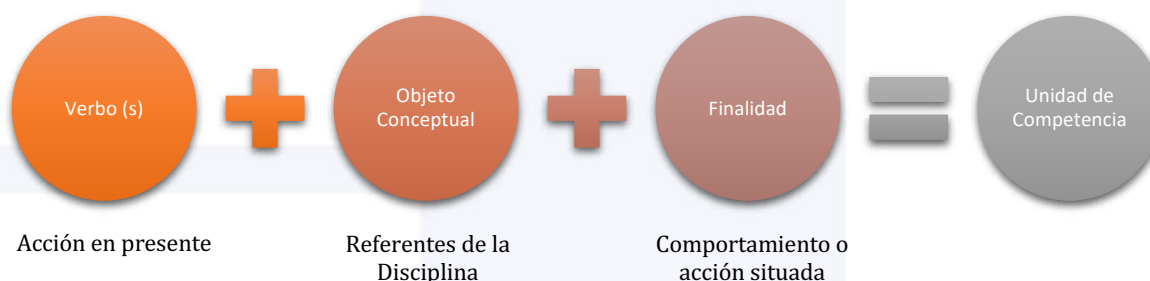 Verbo (s)
Objeto
Conceptual
Finalidad
Unidad de
Competencia
Acción en presente
Referentes de la
Disciplina
Comportamiento o
acción situada